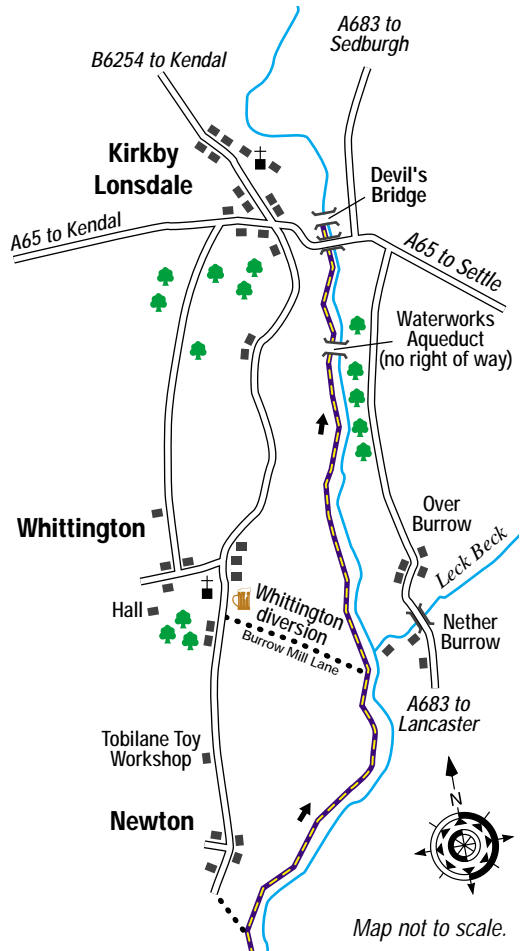 A683 to
Sedburgh
B6254 to Kendal
Kirkby
Lonsdale
Devil's
Bridge
A65 to Kendal
A65 to Settle
Waterworks
Aqueduct
(no right of way)
Over
Burrow
Whittington
Leck Beck
Hall
Whittington
diversion
Burrow Mill Lane
Nether
Burrow
A683 to
Lancaster
Tobilane Toy
Workshop
Newton
N
Map not to scale.